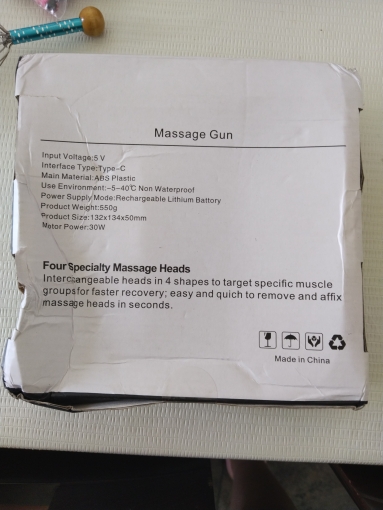 Massage Gun
Input Voltage:5 V
Interface Type:Type-C
Main Material:ABS Plastic
Use Environment:-5-40℃ Non Waterproof
Power Supply Mode:Rechargeable Lithium Battery
Product Weight:550g
Product Size:132x134x50mm
Motor Power:30W
Four Specialty Massage Heads
Interchangeable heads in 4 shapes to target specific muscle
groups for faster recovery; easy and quich to remove and affix
massage heads in seconds.
Made in China